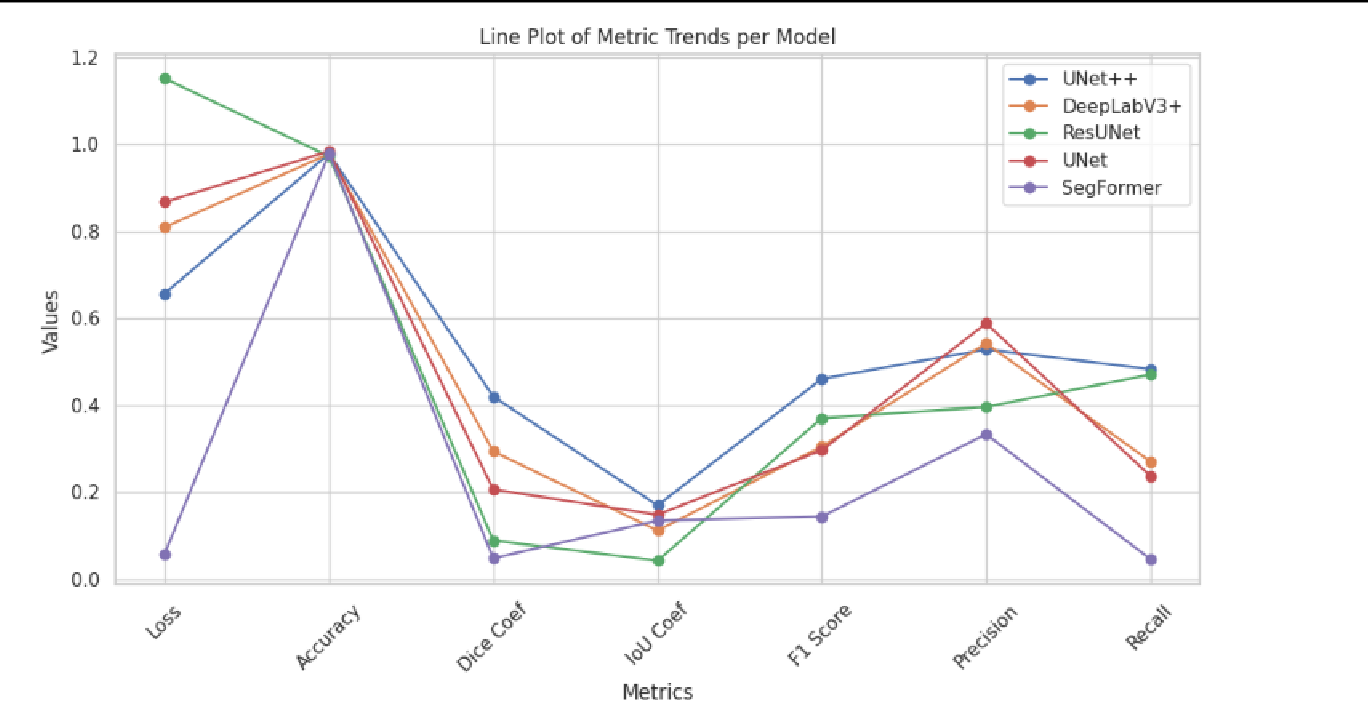 Line Plot of Metric Trends per Model
1.2
1.0
0.8
0.6
0.4
0.2
0.0
Values
UNet++
DeepLabV3+
ResUNet
UNet
SegFormer
Loss
Accuracy
Dice Coef
IoU Coef
F1 Score
Precision
Recall
Metrics